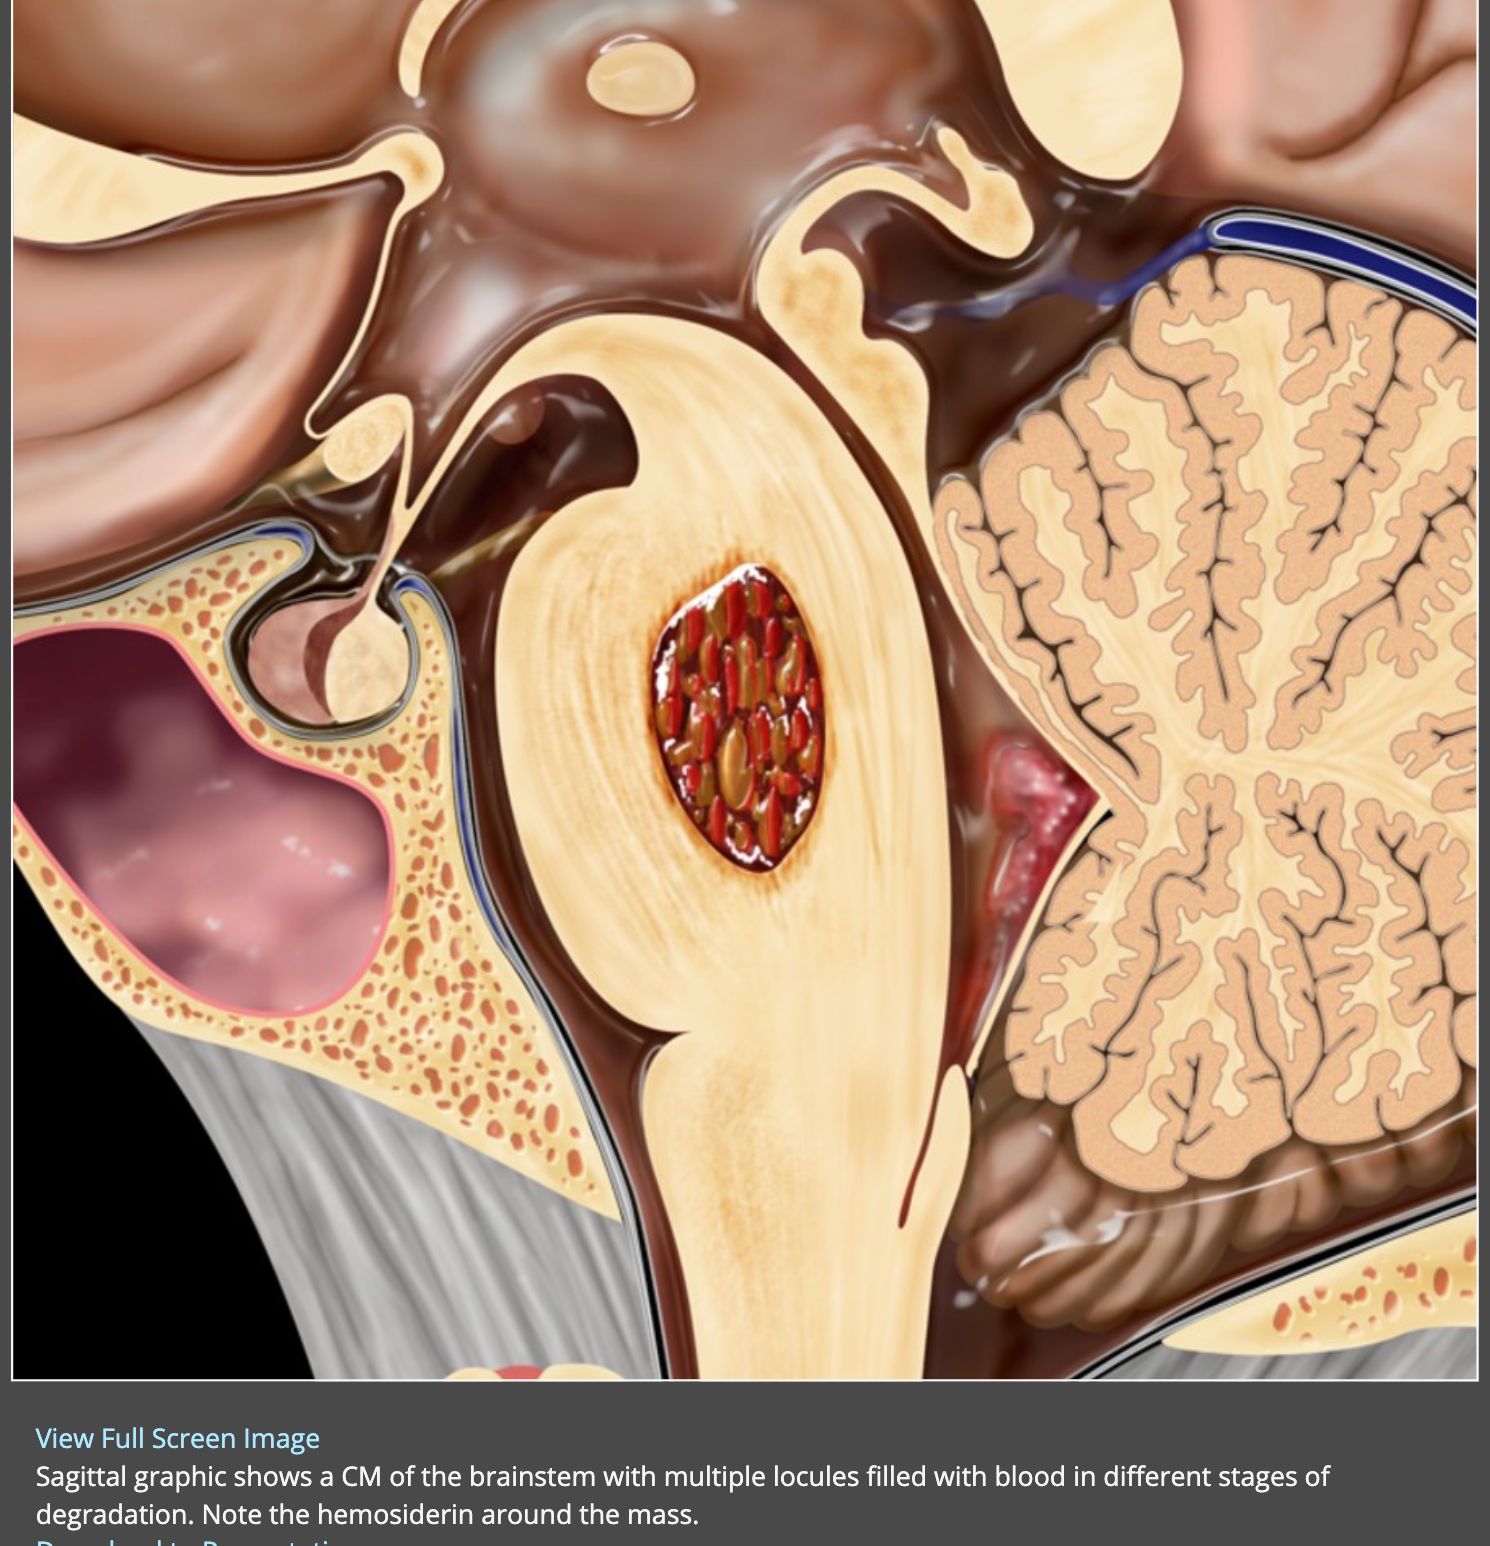 View Full Screen Image
Sagittal graphic shows a CM of the brainstem with multiple locules filled with blood in different stages of
degradation. Note the hemosiderin around the mass.